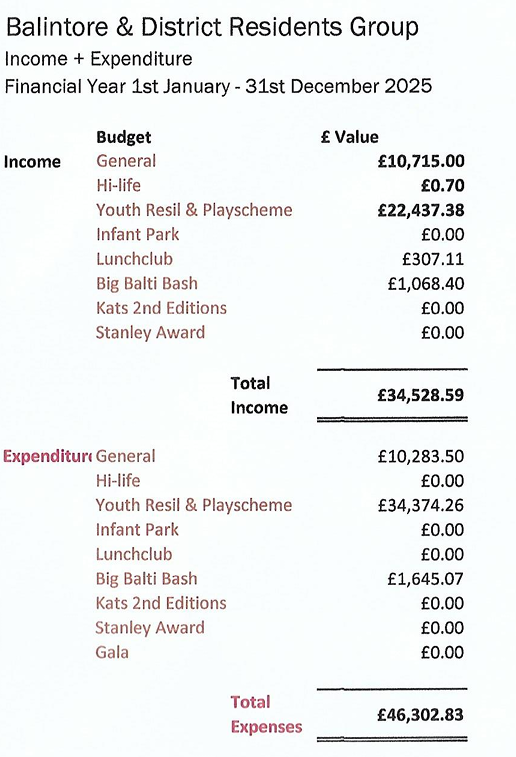 Balintore & District Residents Group
Income + Expenditure
Financial Year 1st January - 31st December 2025
Budget £ Value
Income General £10,715.00
Hi-life £0.70
Youth Resil & Playscheme £22,437.38
Infant Park £0.00
Lunchclub £307.11
Big Balti Bash £1,068.40
Kats 2nd Editions £0.00
Stanley Award £0.00
Total
Income £34,528.59
Expenditure General £10,283.50
Hi-life £0.00
Youth Resil & Playscheme £34,374.26
Infant Park £0.00
Lunchclub £0.00
Big Balti Bash £1,645.07
Kats 2nd Editions £0.00
Stanley Award £0.00
Gala £0.00
Total
Expenses £46,302.83